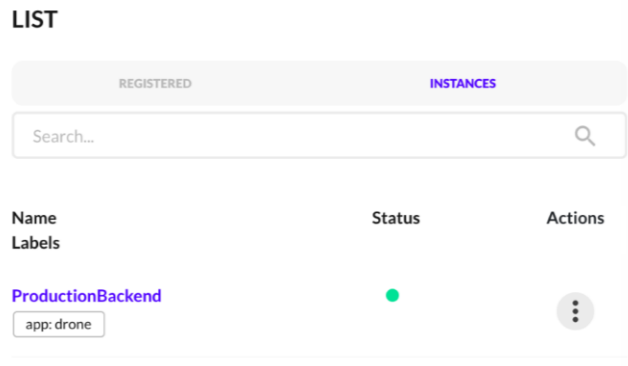 LIST
REGISTERED INSTANCES
Search...
Name Status Actions
Labels
ProductionBackend
app: drone